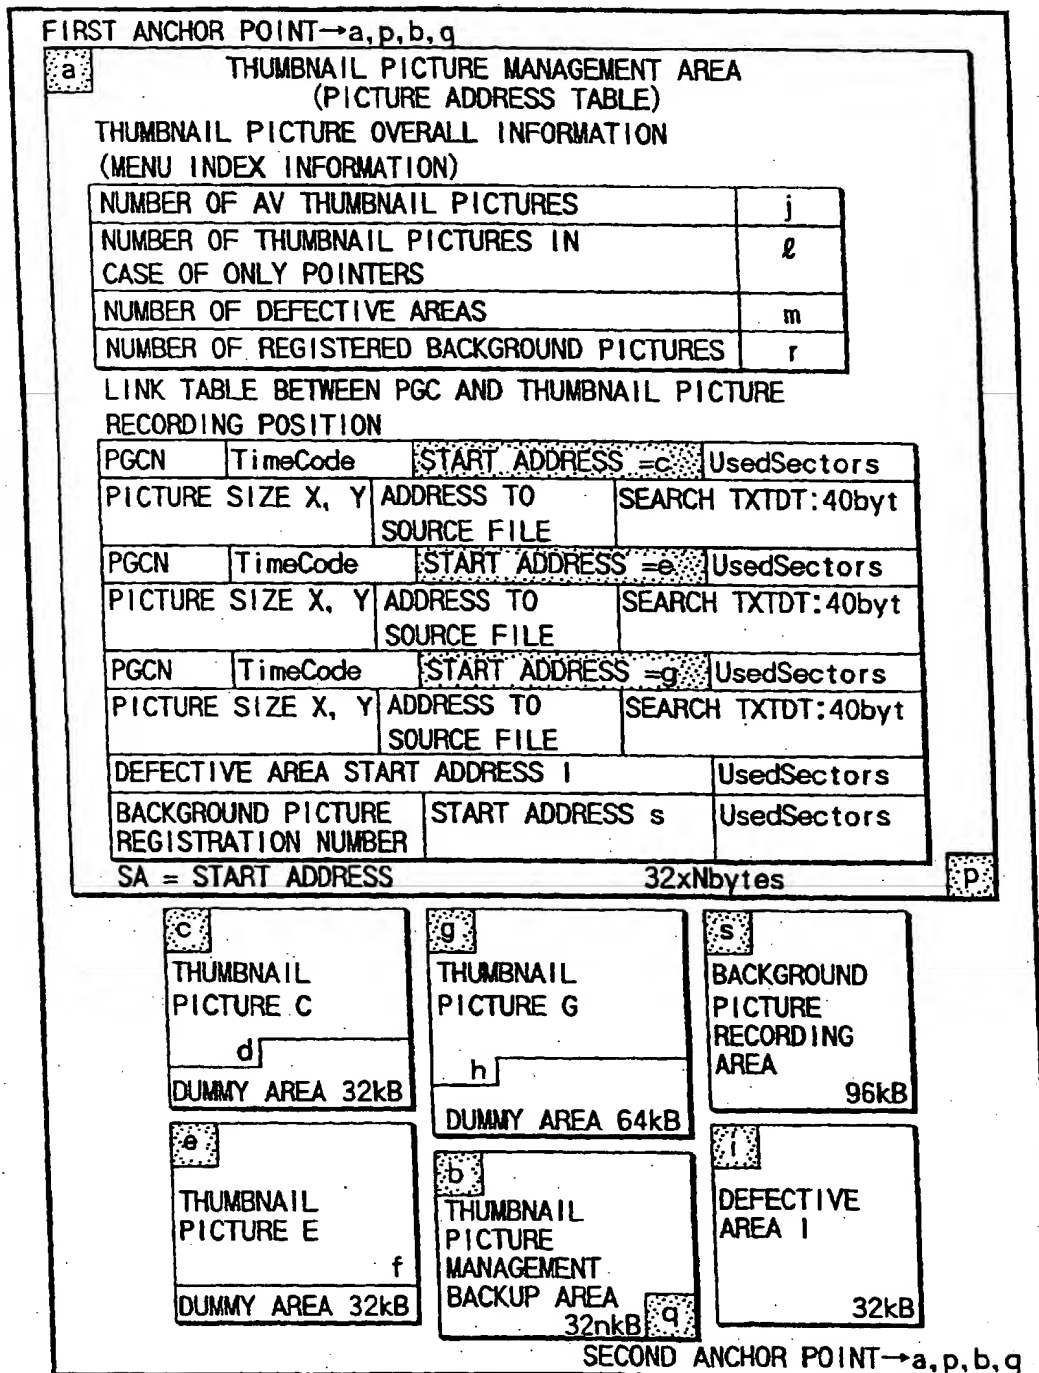 FIRST ANCHOR POINT→a,p,b,q
a
THUMBNAIL PICTURE MANAGEMENT AREA
(PICTURE ADDRESS TABLE)
THUMBNAIL PICTURE OVERALL INFORMATION
(MENU INDEX INFORMATION)
NUMBER OF AV THUMBNAIL PICTURES j
NUMBER OF THUMBNAIL PICTURES IN ℓ
CASE OF ONLY POINTERS
NUMBER OF DEFECTIVE AREAS m
NUMBER OF REGISTERED BACKGROUND PICTURES r
LINK TABLE BETWEEN PGC AND THUMBNAIL PICTURE
RECORDING POSITION
PGCN TimeCode START ADDRESS =c UsedSectors
PICTURE SIZE X, Y ADDRESS TO SEARCH TXTDT:40byt
SOURCE FILE
PGCN TimeCode START ADDRESS =e UsedSectors
PICTURE SIZE X, Y ADDRESS TO SEARCH TXTDT:40byt
SOURCE FILE
PGCN TimeCode START ADDRESS =g UsedSectors
PICTURE SIZE X, Y ADDRESS TO SEARCH TXTDT:40byt
SOURCE FILE
DEFECTIVE AREA START ADDRESS I UsedSectors
BACKGROUND PICTURE START ADDRESS s UsedSectors
REGISTRATION NUMBER
SA = START ADDRESS 32xNbytes p
c
THUMBNAIL
PICTURE C
d
DUMMY AREA 32kB
g
THUMBNAIL
PICTURE G
h
DUMMY AREA 64kB
s
BACKGROUND
PICTURE
RECORDING
AREA
96kB
e
THUMBNAIL
PICTURE E
f
DUMMY AREA 32kB
b
THUMBNAIL
PICTURE
MANAGEMENT
BACKUP AREA
32nkB q
i
DEFECTIVE
AREA I
32kB
SECOND ANCHOR POINT→a,p,b,q